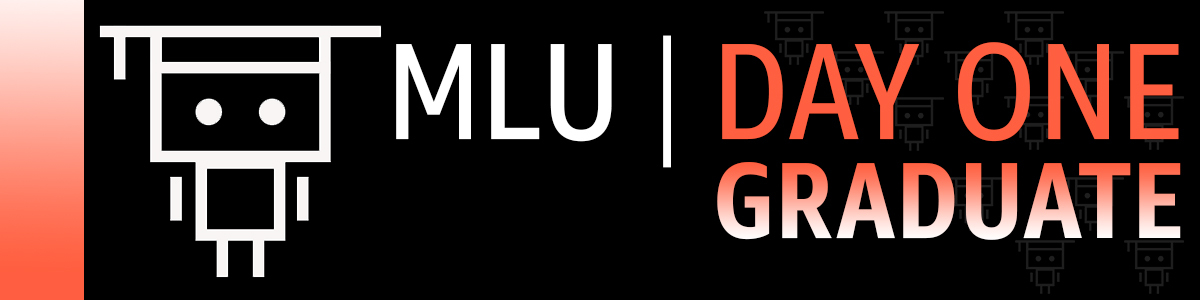 MLU | DAY ONE
GRADUATE